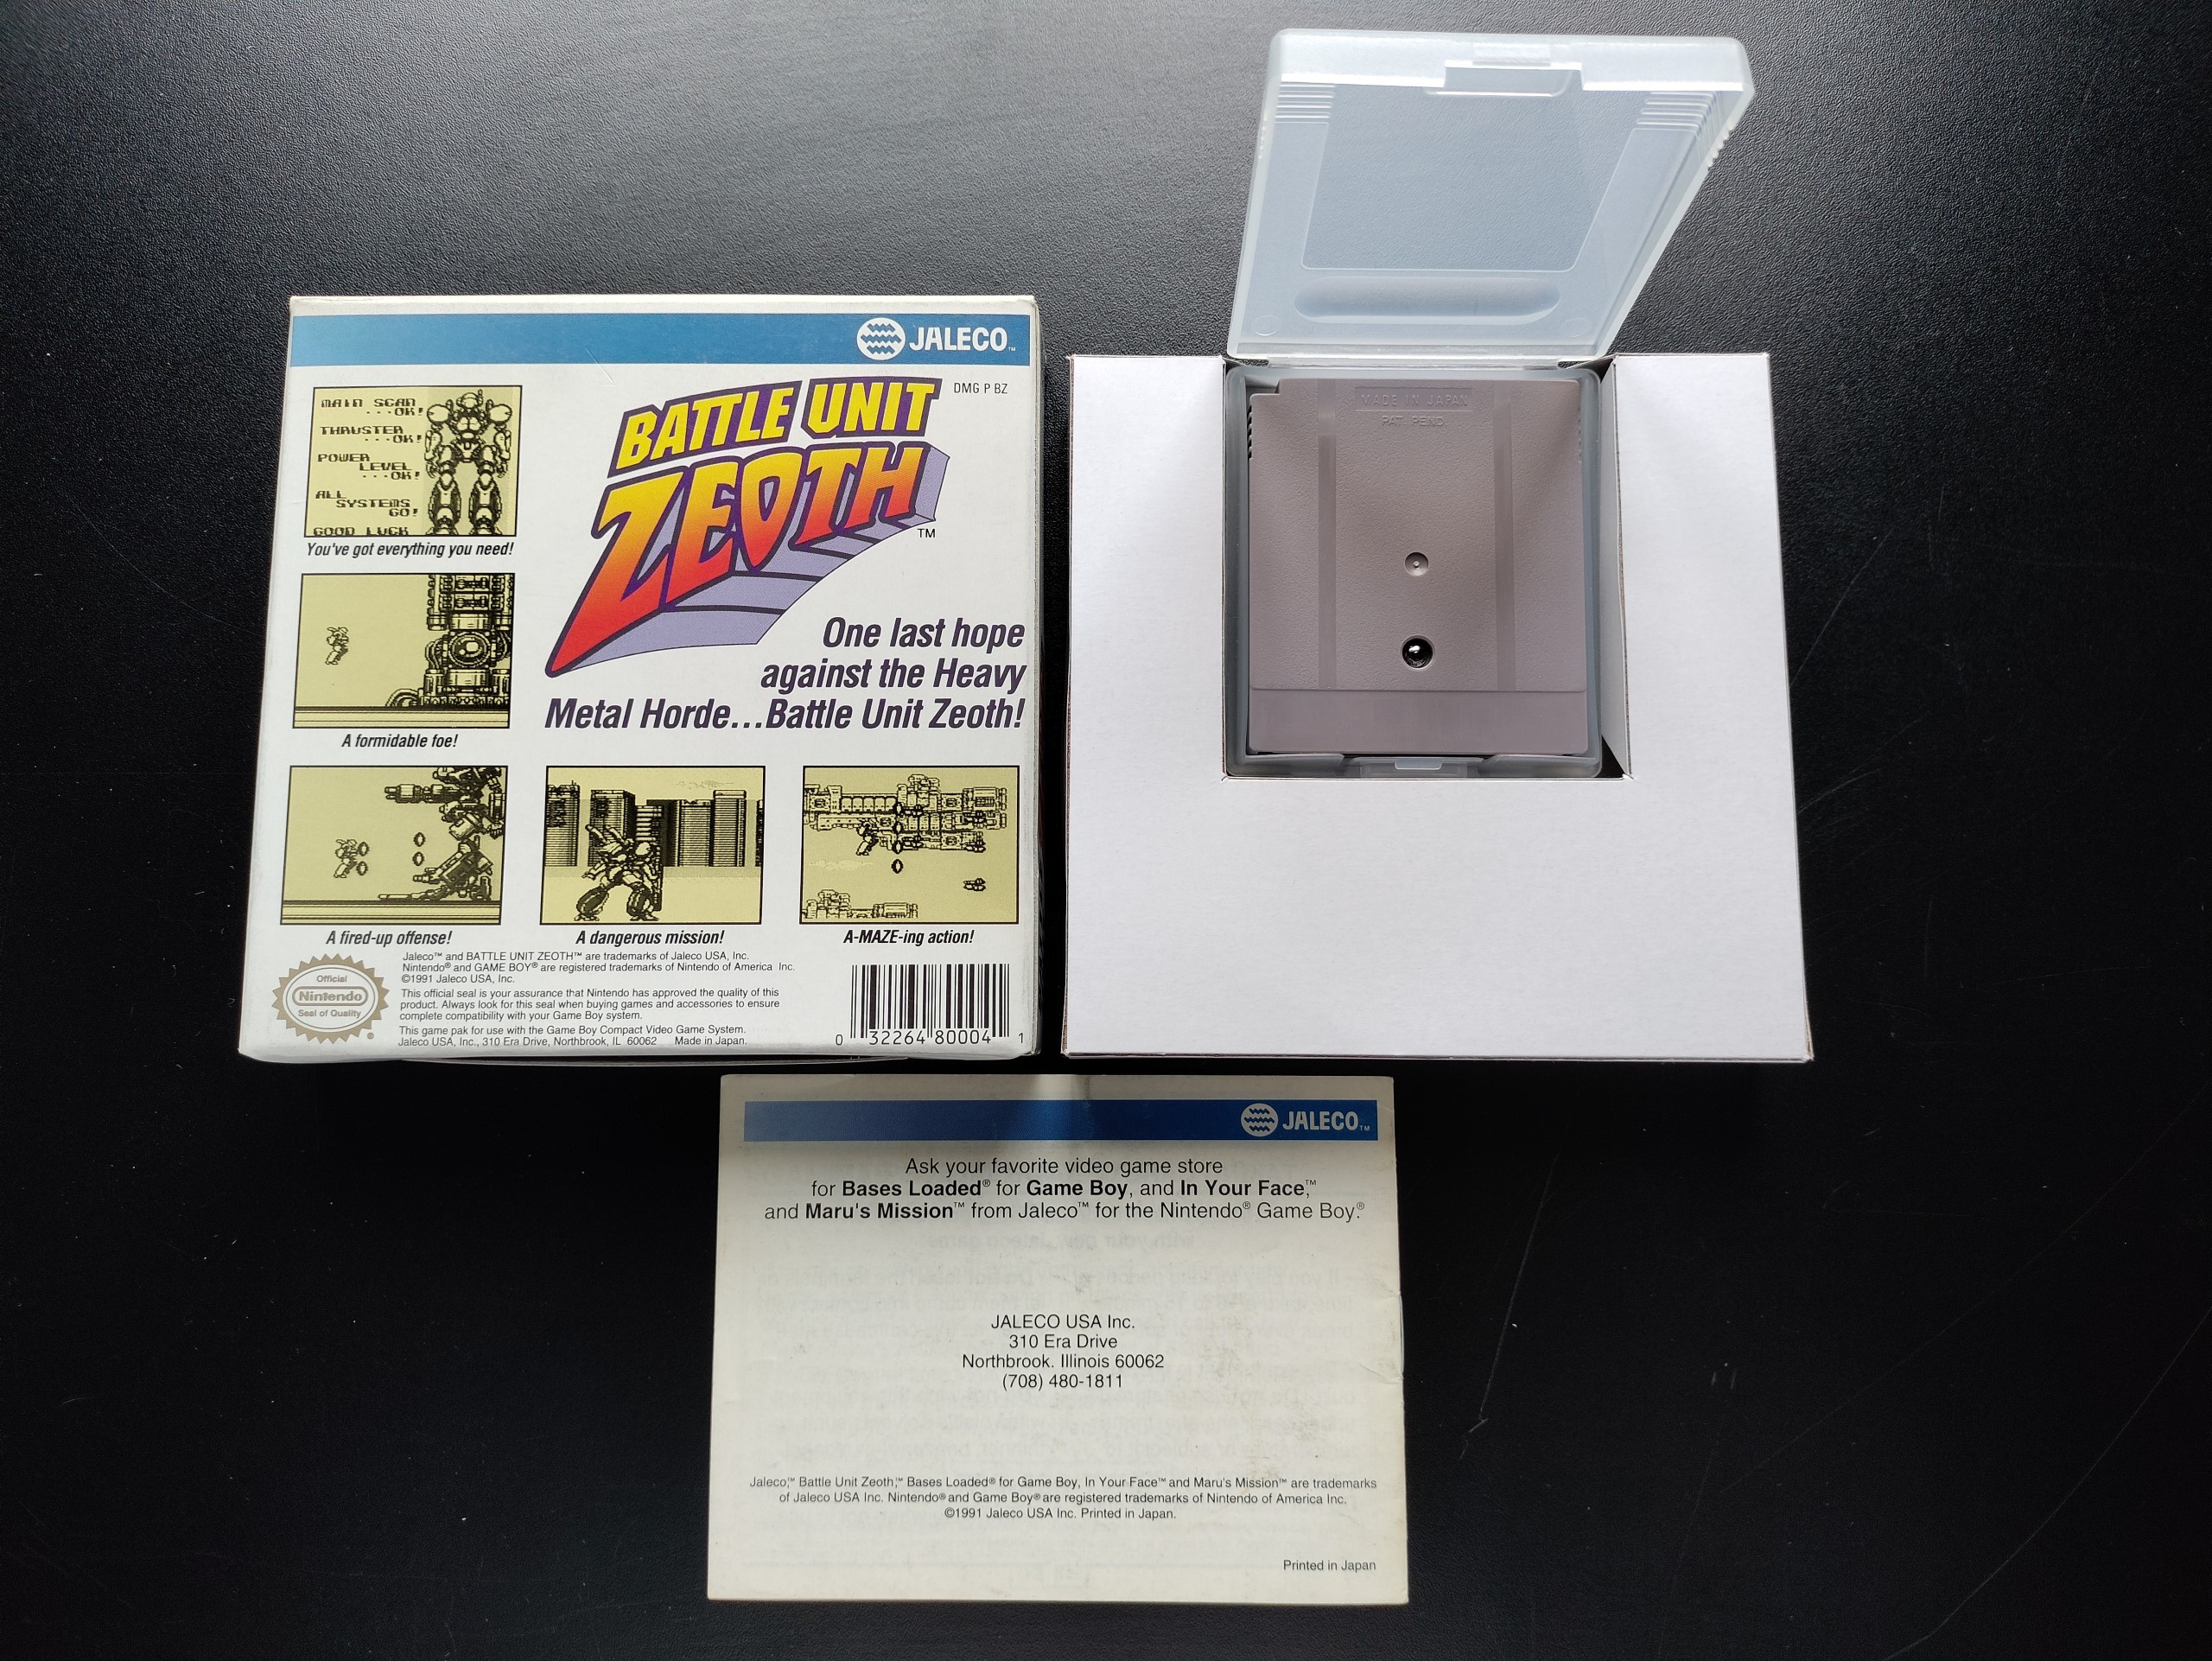 JALECO™
DMG P BZ
BATTLE UNIT
ZEOTH™
MAIN SCAN
...OK!
THRUSTER
...OK!
POWER
LEVEL
...OK!
ALL
SYSTEMS
GO!
GOOD LUCK
You've got everything you need!
One last hope
against the Heavy
Metal Horde...Battle Unit Zeoth!
A formidable foe!
A fired-up offense!
A dangerous mission!
A-MAZE-ing action!
Official
Nintendo
Seal of Quality
®
Jaleco™ and BATTLE UNIT ZEOTH™ are trademarks of Jaleco USA, Inc.
Nintendo® and GAME BOY® are registered trademarks of Nintendo of America Inc.
©1991 Jaleco USA, Inc.
This official seal is your assurance that Nintendo has approved the quality of this
product. Always look for this seal when buying games and accessories to ensure
complete compatibility with your Game Boy system.
This game pak for use with the Game Boy Compact Video Game System.
Jaleco USA, Inc., 310 Era Drive, Northbrook, IL 60062 Made in Japan.
0 32264 80004 1
MADE IN JAPAN
PAT. PEND.
JALECO™
Ask your favorite video game store
for Bases Loaded® for Game Boy, and In Your Face,™
and Maru's Mission™ from Jaleco™ for the Nintendo® Game Boy.®
JALECO USA Inc.
310 Era Drive
Northbrook. Illinois 60062
(708) 480-1811
Jaleco,™ Battle Unit Zeoth,™ Bases Loaded® for Game Boy, In Your Face™ and Maru's Mission™ are trademarks
of Jaleco USA Inc. Nintendo® and Game Boy® are registered trademarks of Nintendo of America Inc.
©1991 Jaleco USA Inc. Printed in Japan.
Printed in Japan